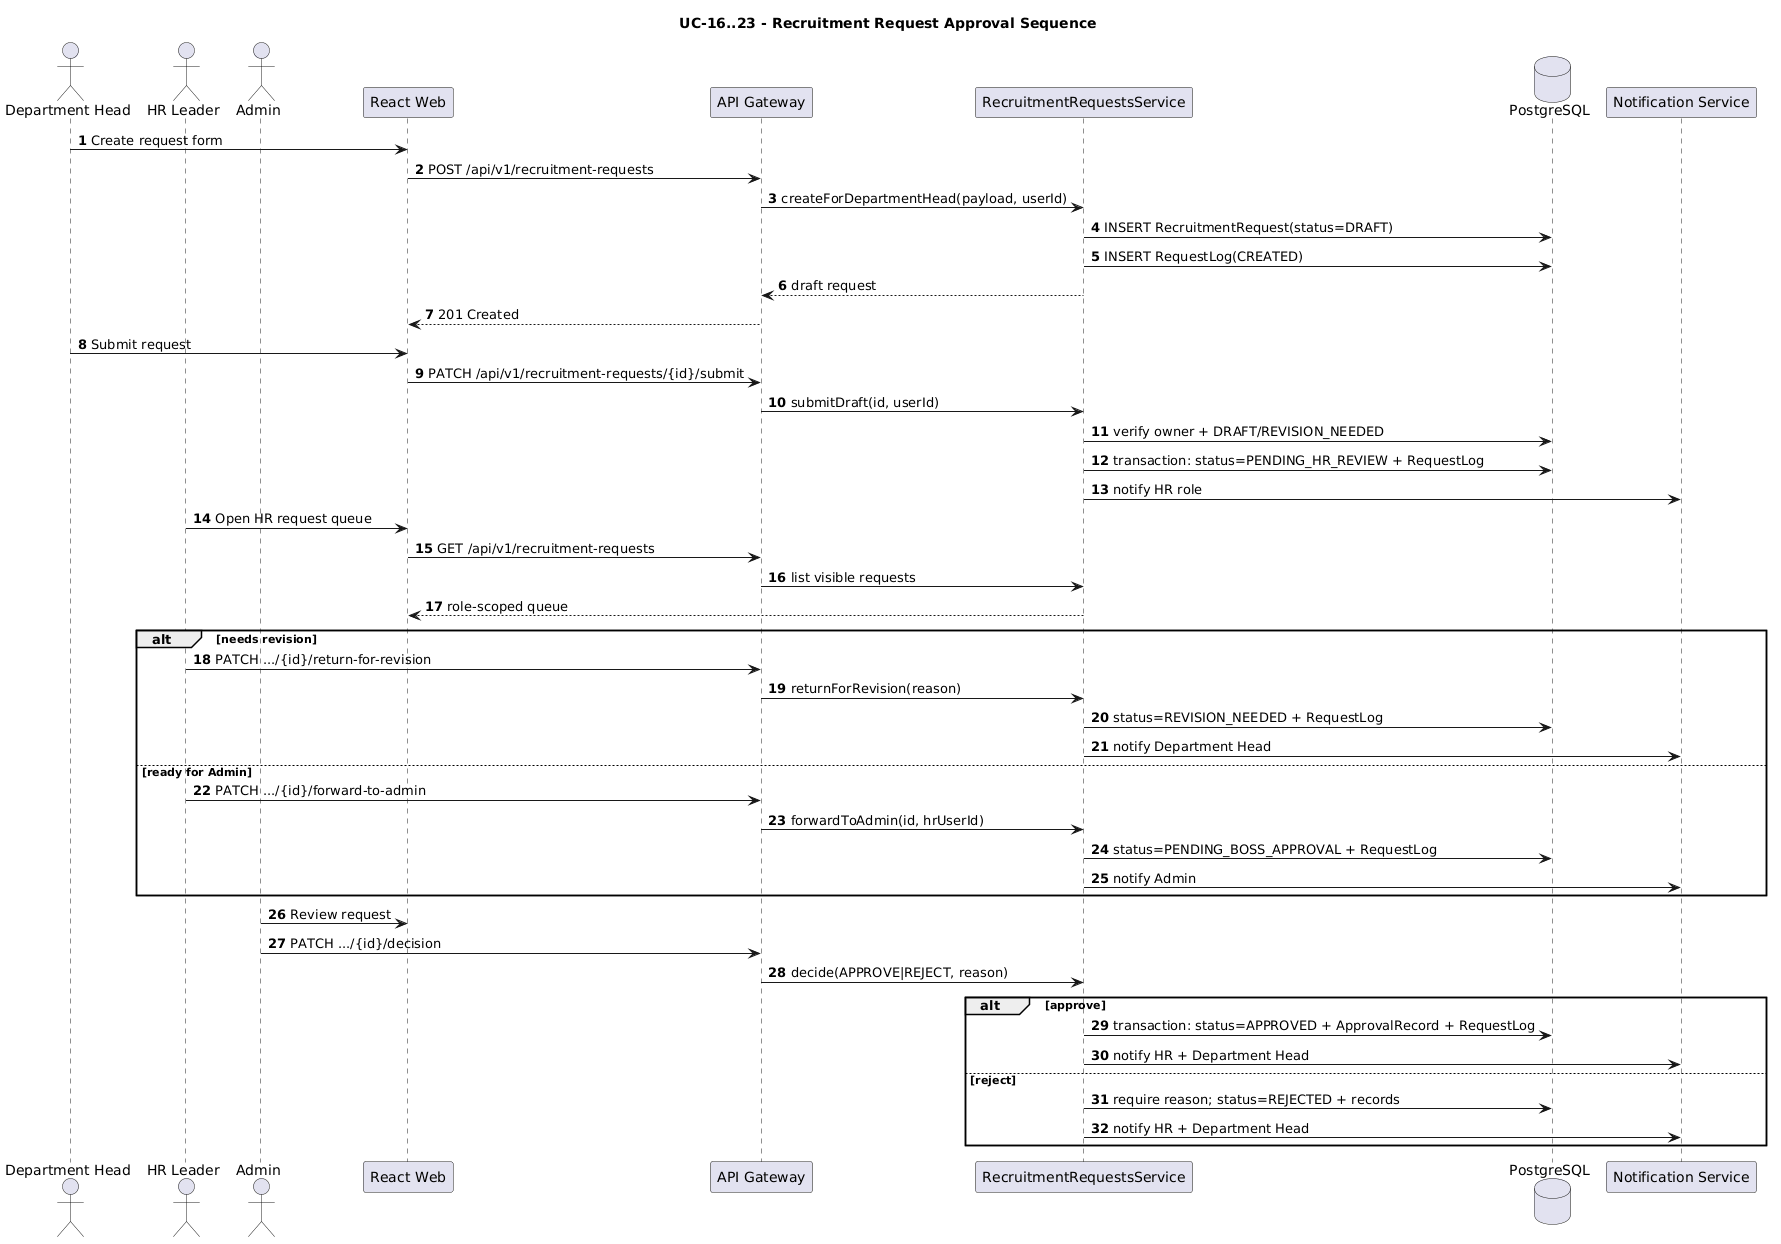 UC-16..23 - Recruitment Request Approval Sequence
Department Head
HR Leader
Admin
React Web
API Gateway
RecruitmentRequestsService
PostgreSQL
Notification Service
1 Create request form
2 POST /api/v1/recruitment-requests
3 createForDepartmentHead(payload, userId)
4 INSERT RecruitmentRequest(status=DRAFT)
5 INSERT RequestLog(CREATED)
6 draft request
7 201 Created
8 Submit request
9 PATCH /api/v1/recruitment-requests/{id}/submit
10 submitDraft(id, userId)
11 verify owner + DRAFT/REVISION_NEEDED
12 transaction: status=PENDING_HR_REVIEW + RequestLog
13 notify HR role
14 Open HR request queue
15 GET /api/v1/recruitment-requests
16 list visible requests
17 role-scoped queue
alt [needs revision]
18 PATCH .../{id}/return-for-revision
19 returnForRevision(reason)
20 status=REVISION_NEEDED + RequestLog
21 notify Department Head
[ready for Admin]
22 PATCH .../{id}/forward-to-admin
23 forwardToAdmin(id, hrUserId)
24 status=PENDING_BOSS_APPROVAL + RequestLog
25 notify Admin
26 Review request
27 PATCH .../{id}/decision
28 decide(APPROVE|REJECT, reason)
alt [approve]
29 transaction: status=APPROVED + ApprovalRecord + RequestLog
30 notify HR + Department Head
[reject]
31 require reason; status=REJECTED + records
32 notify HR + Department Head
Department Head
HR Leader
Admin
React Web
API Gateway
RecruitmentRequestsService
PostgreSQL
Notification Service